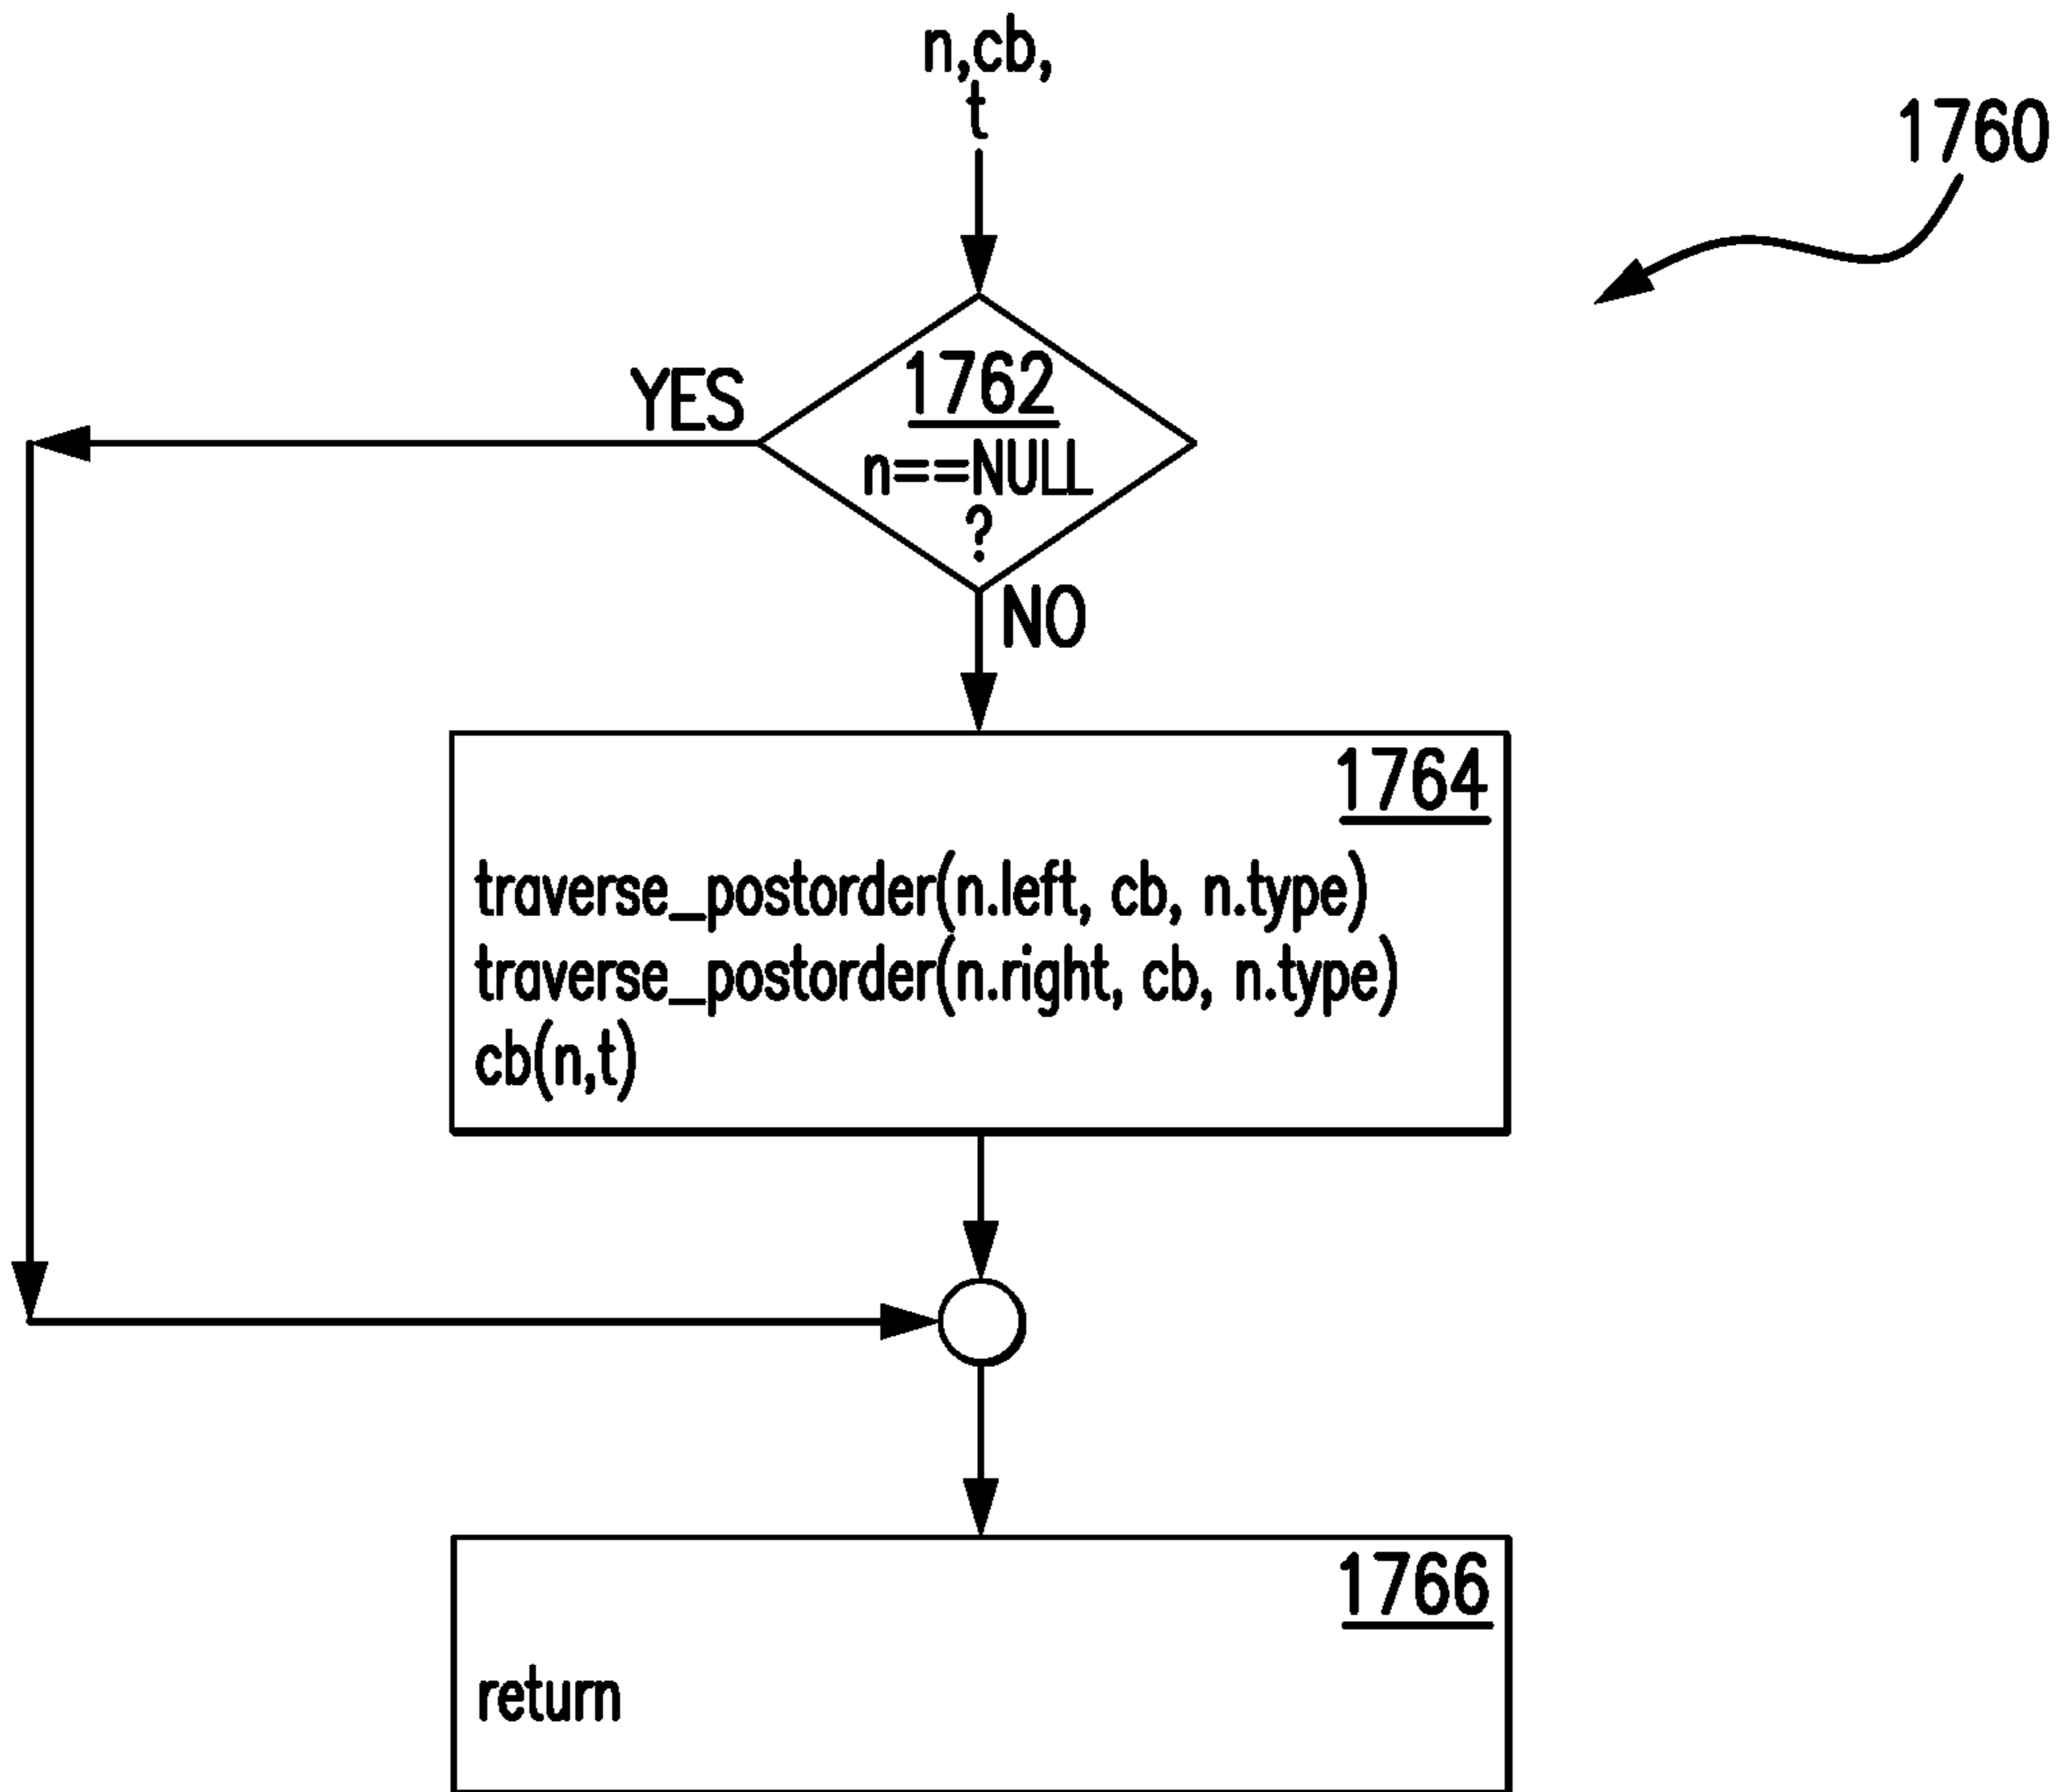 n,cb,
t
1760
1762
n==NULL
?
YES
NO
1764
traverse_postorder(n.left, cb, n.type)
traverse_postorder(n.right, cb, n.type)
cb(n,t)
1766
return